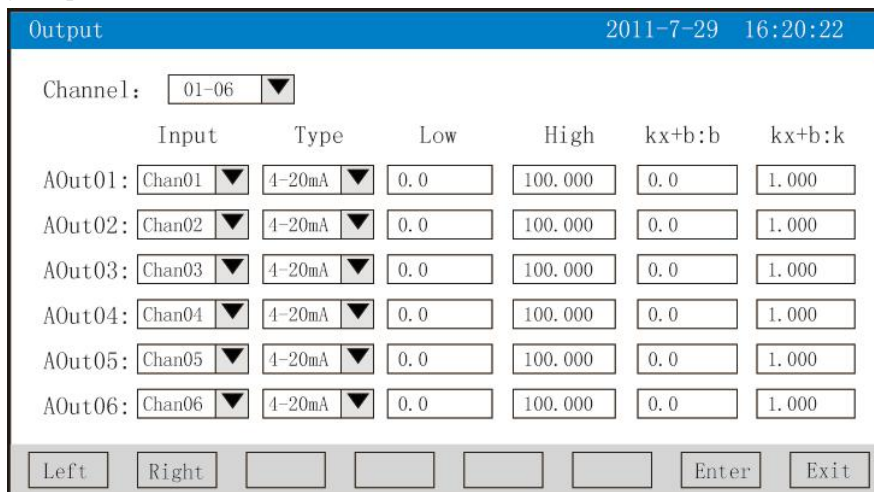 Output 2011-7-29 16:20:22
Channel: 01-06
Input Type Low High kx+b:b kx+b:k
AOut01: Chan01 4-20mA 0.0 100.000 0.0 1.000
AOut02: Chan02 4-20mA 0.0 100.000 0.0 1.000
AOut03: Chan03 4-20mA 0.0 100.000 0.0 1.000
AOut04: Chan04 4-20mA 0.0 100.000 0.0 1.000
AOut05: Chan05 4-20mA 0.0 100.000 0.0 1.000
AOut06: Chan06 4-20mA 0.0 100.000 0.0 1.000
Left Right Enter Exit